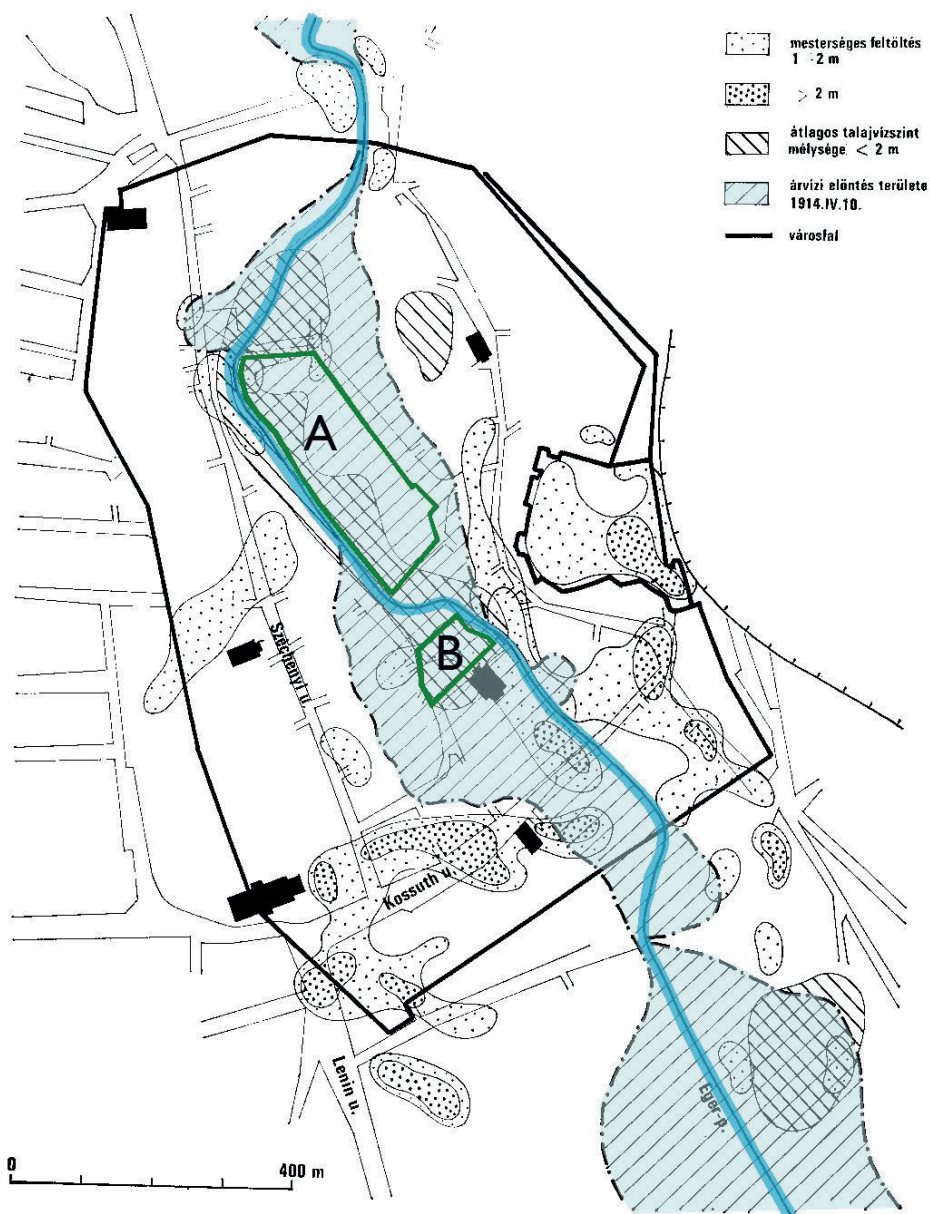 mesterséges feltöltés
1 - 2 m
> 2 m
átlagos talajvízszint
mélysége < 2 m
árvizi elöntés területe
1914.IV.10.
városfal
A
B
Széchenyi u.
Kossuth u.
Lenin u.
Eger-p.
0
400 m